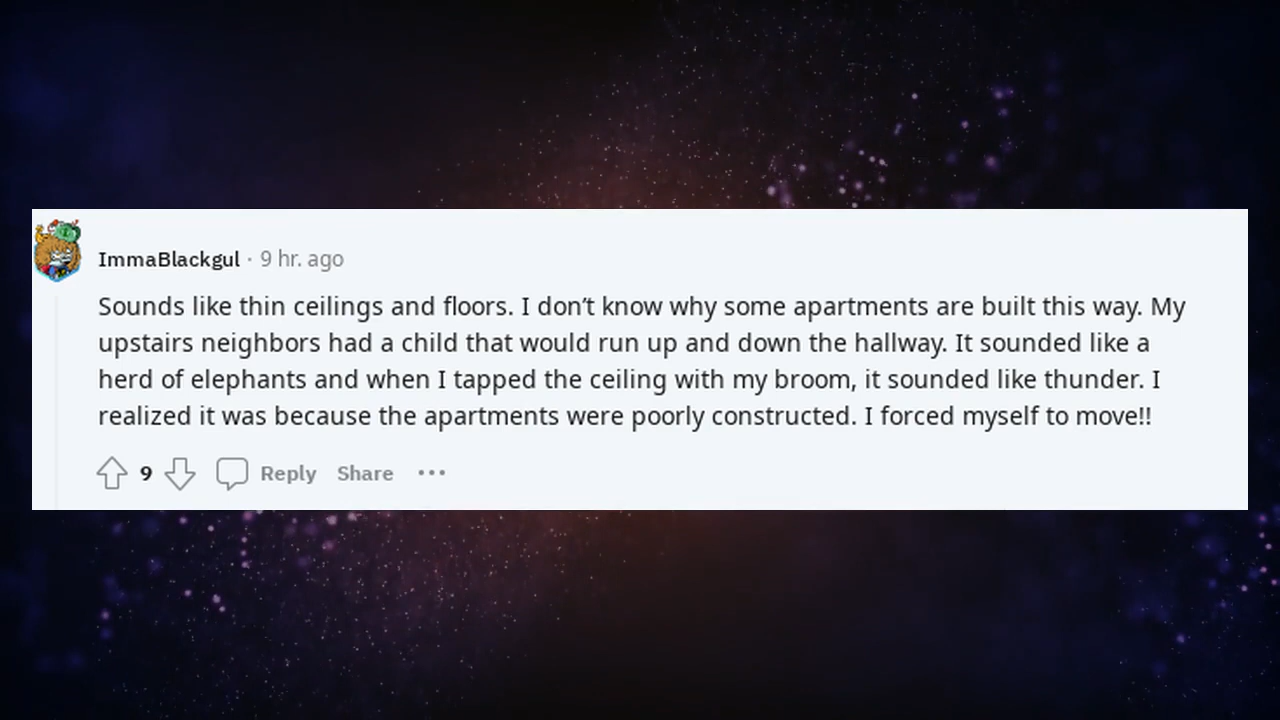 ImmaBlackgul · 9 hr. ago
Sounds like thin ceilings and floors. I don’t know why some apartments are built this way. My
upstairs neighbors had a child that would run up and down the hallway. It sounded like a
herd of elephants and when I tapped the ceiling with my broom, it sounded like thunder. I
realized it was because the apartments were poorly constructed. I forced myself to move!!
9 Reply Share •••